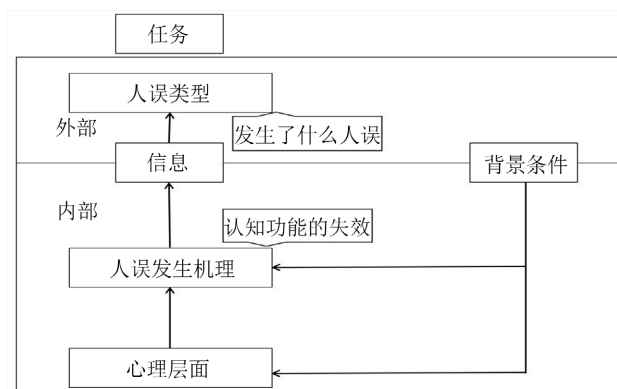 任务
人误类型
外部
发生了什么人误
信息
背景条件
内部
认知功能的失效
人误发生机理
心理层面